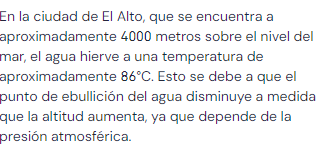 En la ciudad de El Alto, que se encuentra a
aproximadamente 4000 metros sobre el nivel del
mar, el agua hierve a una temperatura de
aproximadamente 86°C. Esto se debe a que el
punto de ebullición del agua disminuye a medida
que la altitud aumenta, ya que depende de la
presión atmosférica.